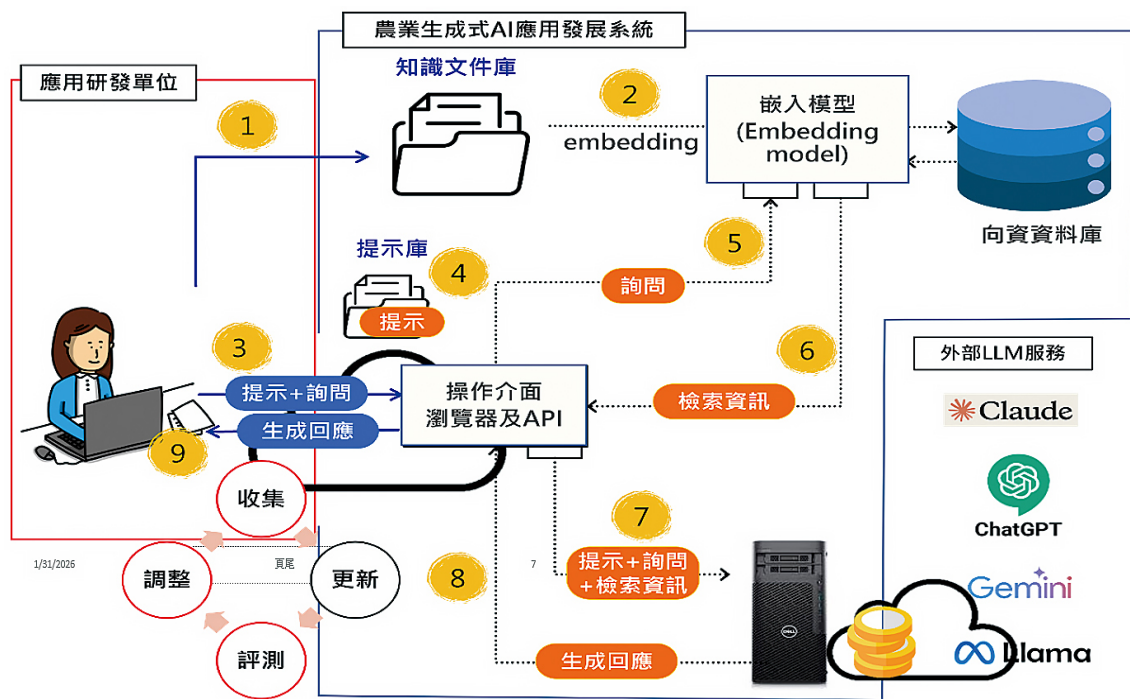 農業生成式AI應用發展系統
應用研發單位
知識文件庫
1
2
embedding
嵌入模型
(Embedding
model)
向資資料庫
提示庫
4
提示
5
詢問
3
提示+詢問
生成回應
9
操作介面
瀏覽器及API
6
檢索資訊
外部LLM服務
Claude
ChatGPT
Gemini
Llama
收集
調整
更新
評測
1/31/2026
頁尾
7
7
提示+詢問
+檢索資訊
8
生成回應
DELL